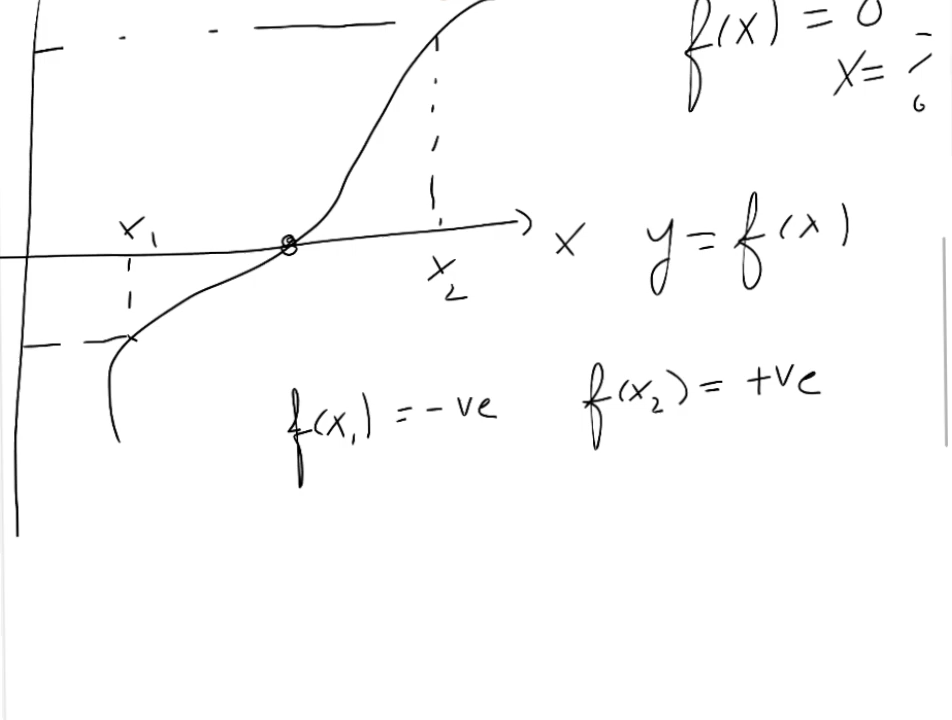 f(x) = 0
x = ?
x₁
x
y = f(x)
x₂
f(x₁) = -ve
f(x₂) = +ve